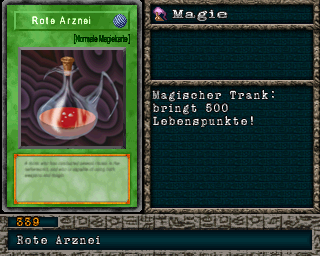 Rote Arznei
[Normale Magiekarte]
Magie
Magischer Trank:
bringt 500
Lebenspunkte!
339
Rote Arznei